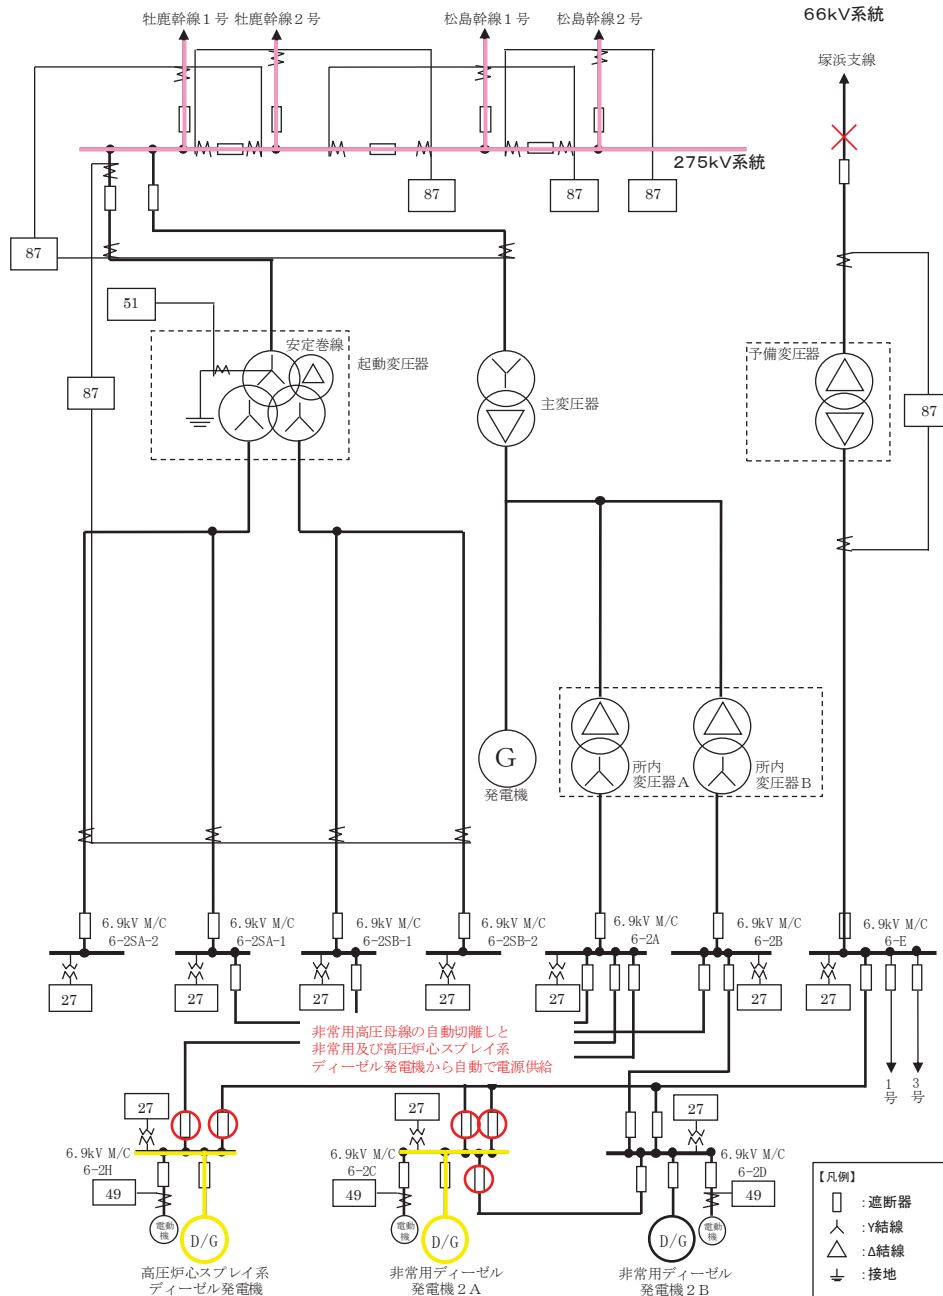 66kV系統
牡鹿幹線1号 牡鹿幹線2号
松島幹線1号
松島幹線2号
塚浜支線
275kV系統
87
87
87
87
51
安定巻線
起動変圧器
予備変圧器
主変圧器
87
87
G
発電機
所内
変圧器A
所内
変圧器B
6.9kV M/C
6-2SA-2
6.9kV M/C
6-2SA-1
6.9kV M/C
6-2SB-1
6.9kV M/C
6-2SB-2
6.9kV M/C
6-2A
6.9kV M/C
6-2B
6.9kV M/C
6-E
27
27
27
27
27
27
27
非常用高圧母線の自動切離しと
非常用及び高圧炉心スプレイ系
ディーゼル発電機から自動で電源供給
1号
3号
27
27
27
6.9kV M/C
6-2H
6.9kV M/C
6-2C
6.9kV M/C
6-2D
49
49
49
電動機
電動機
電動機
D/G
D/G
D/G
高圧炉心スプレイ系
ディーゼル発電機
非常用ディーゼル
発電機2A
非常用ディーゼル
発電機2B
【凡例】
:遮断器
:Y結線
:Δ結線
:接地